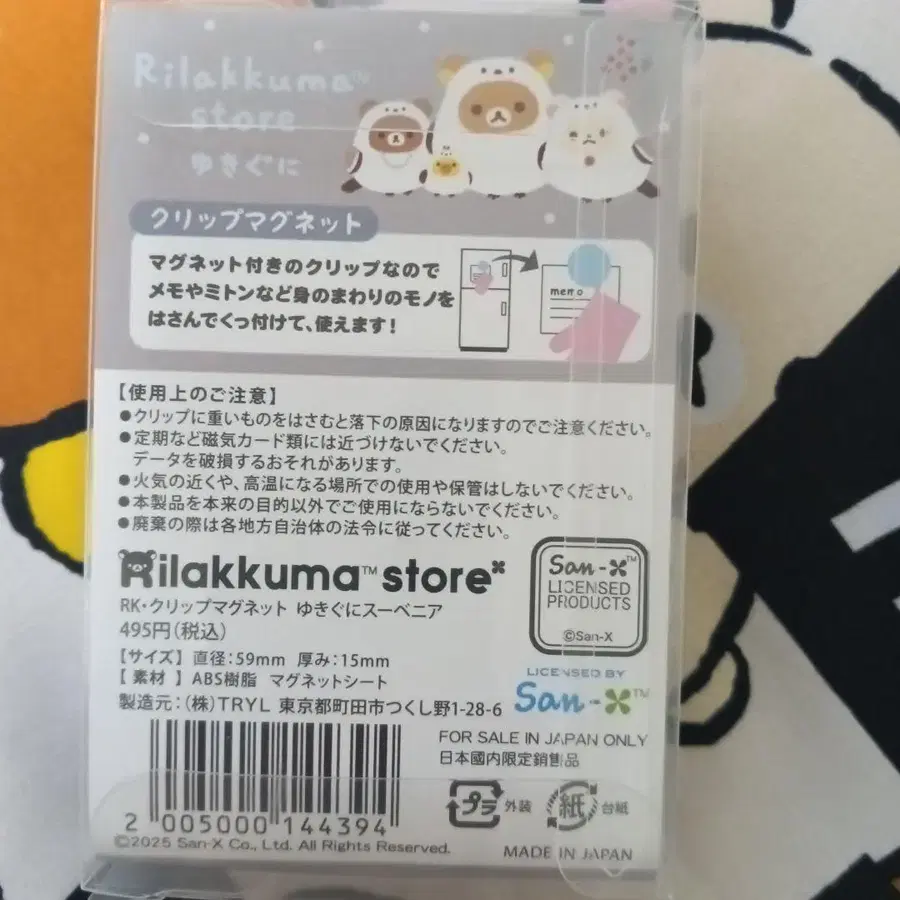 Rilakkuma™
store
ゆきぐに
クリップマグネット
マグネット付きのクリップなので
メモやミトンなど身のまわりのモノを
はさんでくっ付けて、使えます!
memo
【使用上のご注意】
●クリップに重いものをはさむと落下の原因になりますのでご注意ください。
●定期など磁気カード類には近づけないでください。
データを破損するおそれがあります。
●火気の近くや、高温になる場所での使用や保管はしないでください。
●本製品を本来の目的以外でご使用にならないでください。
●廃棄の際は各地方自治体の法令に従ってください。
Rilakkuma™ store
RK・クリップマグネット ゆきぐにスーベニア
495円(税込)
【サイズ】直径:59mm 厚み:15mm
【素材】ABS樹脂 マグネットシート
製造元:(株)TRYL 東京都町田市つくし野1-28-6
San-X™
LICENSED
PRODUCTS
©San-X
LICENSED BY
San-X™
FOR SALE IN JAPAN ONLY
日本國内限定銷售品
プラ 外装 紙 台紙
2 005000 144394
©2025 San-X Co., Ltd. All Rights Reserved.
MADE IN JAPAN